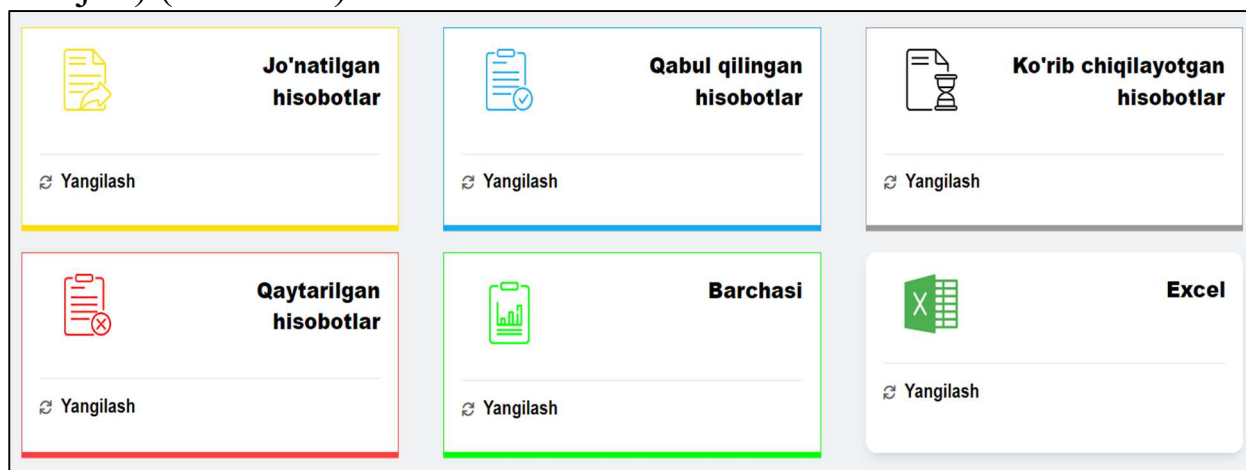 Jo'natilgan
hisobotlar
Yangilash
Qabul qilingan
hisobotlar
Yangilash
Ko'rib chiqilayotgan
hisobotlar
Yangilash
Qaytarilgan
hisobotlar
Yangilash
Barchasi
Yangilash
X
Excel
Yangilash